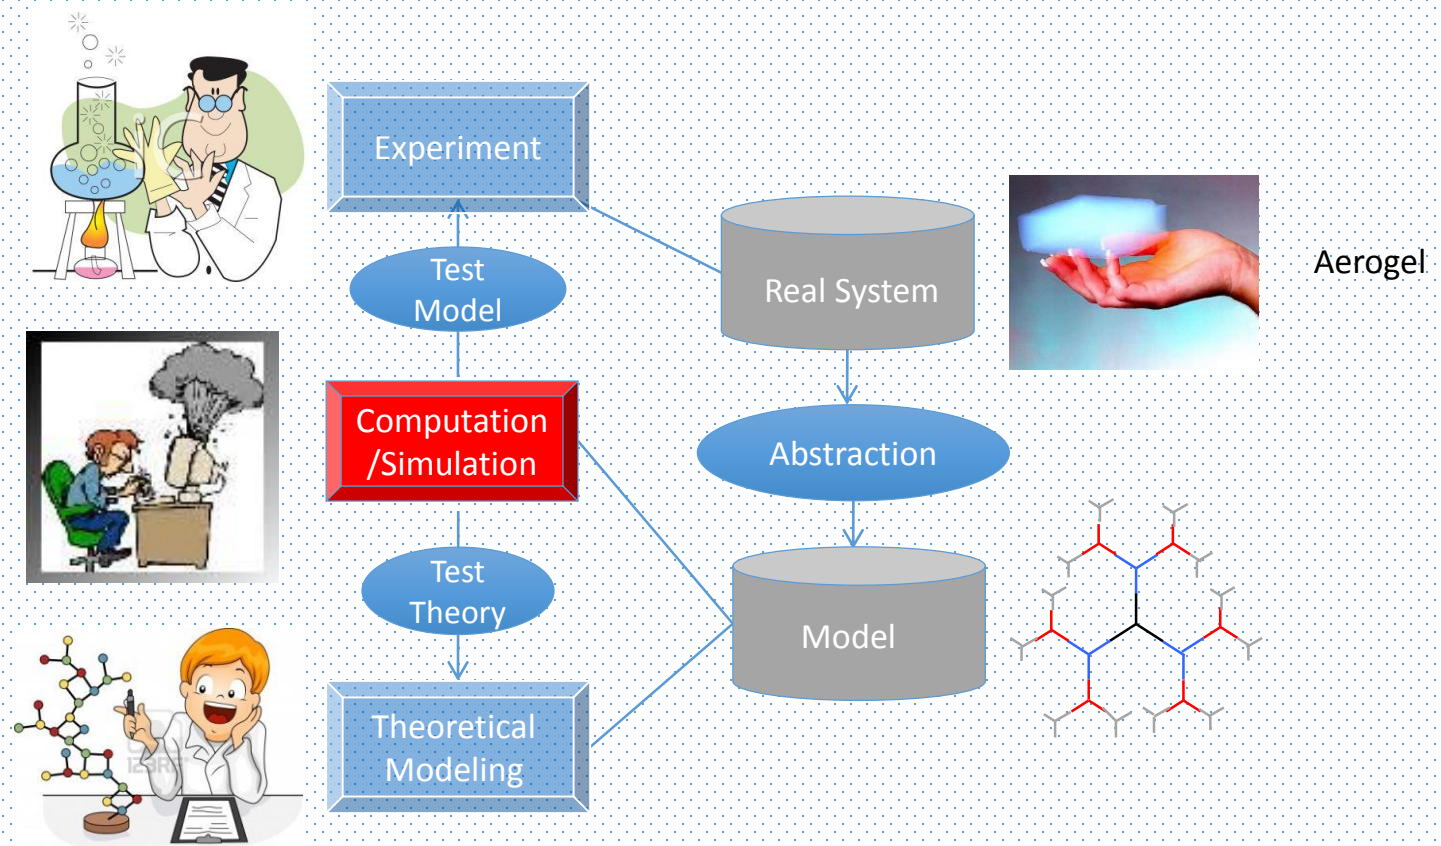 Experiment
Test
Model
Real System
Aerogel
Computation
/Simulation
Abstraction
Test
Theory
Model
Theoretical
Modeling